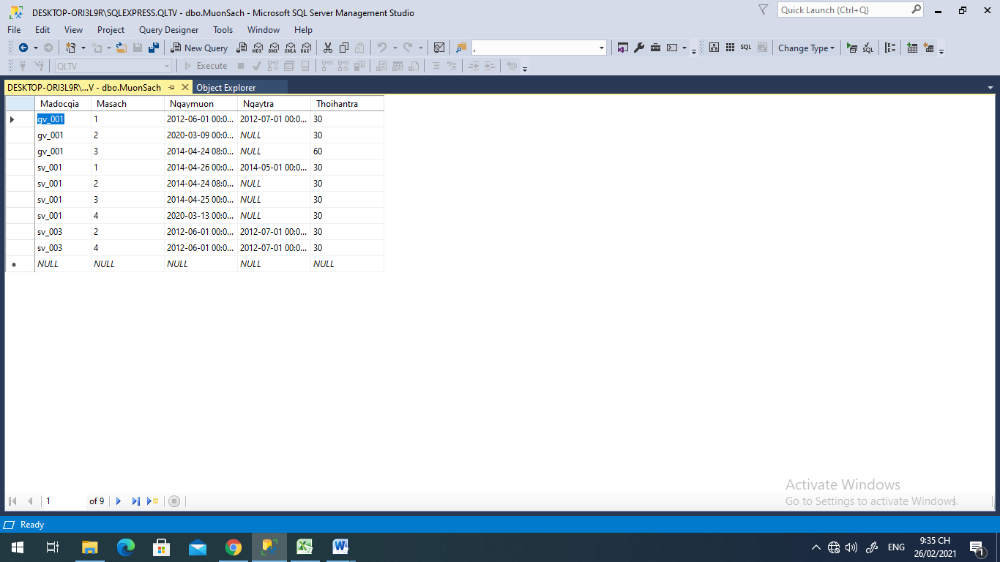 DESKTOP-ORI3L9R\SQLEXPRESS.QLTV - dbo.MuonSach - Microsoft SQL Server Management Studio
Quick Launch (Ctrl+Q)
File Edit View Project Query Designer Tools Window Help
New Query MDX DMX XMLA DAX , SQL Change Type
QLTV Execute
DESKTOP-ORI3L9R\...V - dbo.MuonSach Object Explorer
Madocgia Masach Ngaymuon Ngaytra Thoihantra
gv_001 1 2012-06-01 00:0... 2012-07-01 00:0... 30
gv_001 2 2020-03-09 00:0... NULL 30
gv_001 3 2014-04-24 08:0... NULL 60
sv_001 1 2014-04-26 00:0... 2014-05-01 00:0... 30
sv_001 2 2014-04-24 08:0... NULL 30
sv_001 3 2014-04-25 00:0... NULL 30
sv_001 4 2020-03-13 00:0... NULL 30
sv_003 2 2012-06-01 00:0... 2012-07-01 00:0... 30
sv_003 4 2012-06-01 00:0... 2012-07-01 00:0... 30
NULL NULL NULL NULL NULL
Activate Windows
Go to Settings to activate Windows.
1 of 9
Ready
ENG 9:35 CH
26/02/2021 1